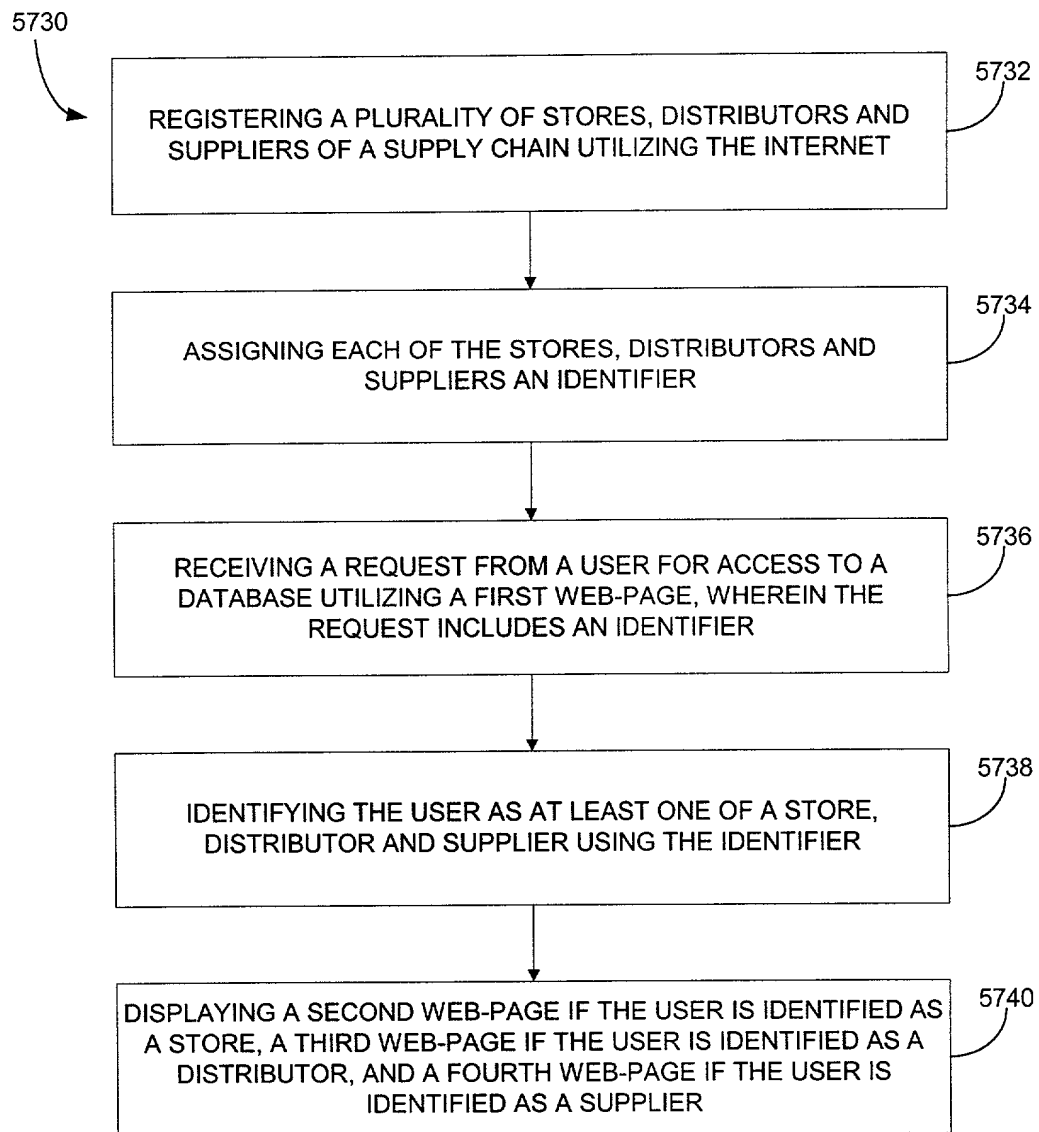 5730
5732
REGISTERING A PLURALITY OF STORES, DISTRIBUTORS AND
SUPPLIERS OF A SUPPLY CHAIN UTILIZING THE INTERNET
5734
ASSIGNING EACH OF THE STORES, DISTRIBUTORS AND
SUPPLIERS AN IDENTIFIER
5736
RECEIVING A REQUEST FROM A USER FOR ACCESS TO A
DATABASE UTILIZING A FIRST WEB-PAGE, WHEREIN THE
REQUEST INCLUDES AN IDENTIFIER
5738
IDENTIFYING THE USER AS AT LEAST ONE OF A STORE,
DISTRIBUTOR AND SUPPLIER USING THE IDENTIFIER
5740
DISPLAYING A SECOND WEB-PAGE IF THE USER IS IDENTIFIED AS
A STORE, A THIRD WEB-PAGE IF THE USER IS IDENTIFIED AS A
DISTRIBUTOR, AND A FOURTH WEB-PAGE IF THE USER IS
IDENTIFIED AS A SUPPLIER